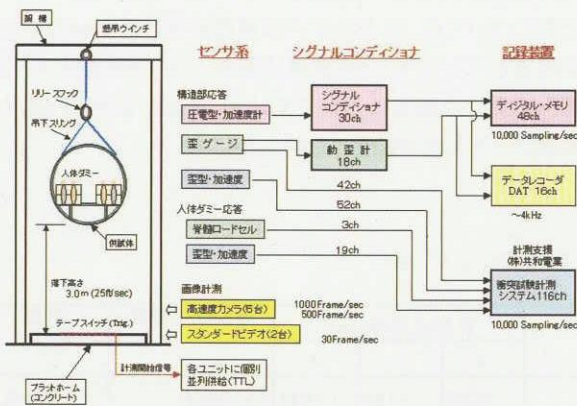 鋼構
懸吊ウインチ
リリースフック
吊下スリング
人体ダミー
供試体
落下高さ
3.0m (25ft/sec)
テープスイッチ(Trig.)
プラットホーム
(コンクリート)
計測開始信号
各ユニットに個別
並列供給(TTL)
センサ系
シグナルコンディショナ
記録装置
構造部応答
圧電型・加速度計
シグナル
コンディショナ
30ch
ディジタル・メモリ
48ch
10,000 Sampling/sec
歪ゲージ
動歪計
18ch
データレコーダ
DAT 16ch
~4kHz
42ch
歪型・加速度
52ch
人体ダミー応答
脊髄ロードセル
3ch
歪型・加速度
19ch
計測支援
(株)共和電業
衝突試験計測
システム116ch
10,000 Sampling/sec
画像計測
高速度カメラ(5台)
1000Frame/sec
500Frame/sec
スタンダードビデオ(2台)
30Frame/sec